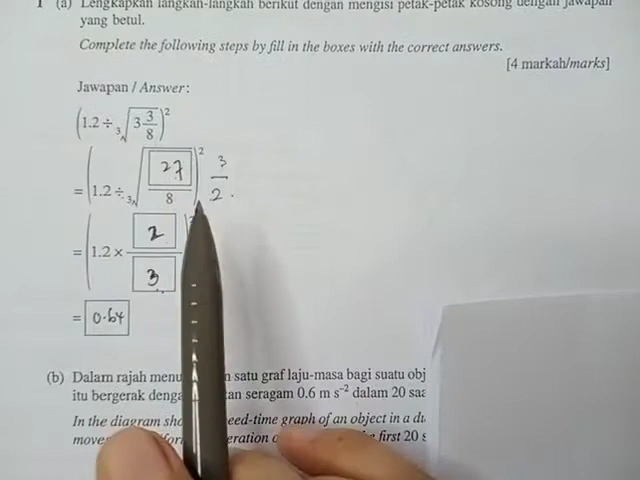 1 (a) Lengkapkan langkah-langkah berikut dengan mengisi petak-petak kosong dengan jawapan
yang betul.
Complete the following steps by fill in the boxes with the correct answers.
[4 markah/marks]
Jawapan / Answer:
(1.2 ÷ ∛(3 3/8))²
= (1.2 ÷ ∛(27/8))² 3/2
= (1.2 × 2/3)²
= 0.64
(b) Dalam rajah menu n satu graf laju-masa bagi suatu obj
itu bergerak denga an seragam 0.6 m s⁻² dalam 20 saa
In the diagram sho eed-time graph of an object in a du
move form eration o first 20 s